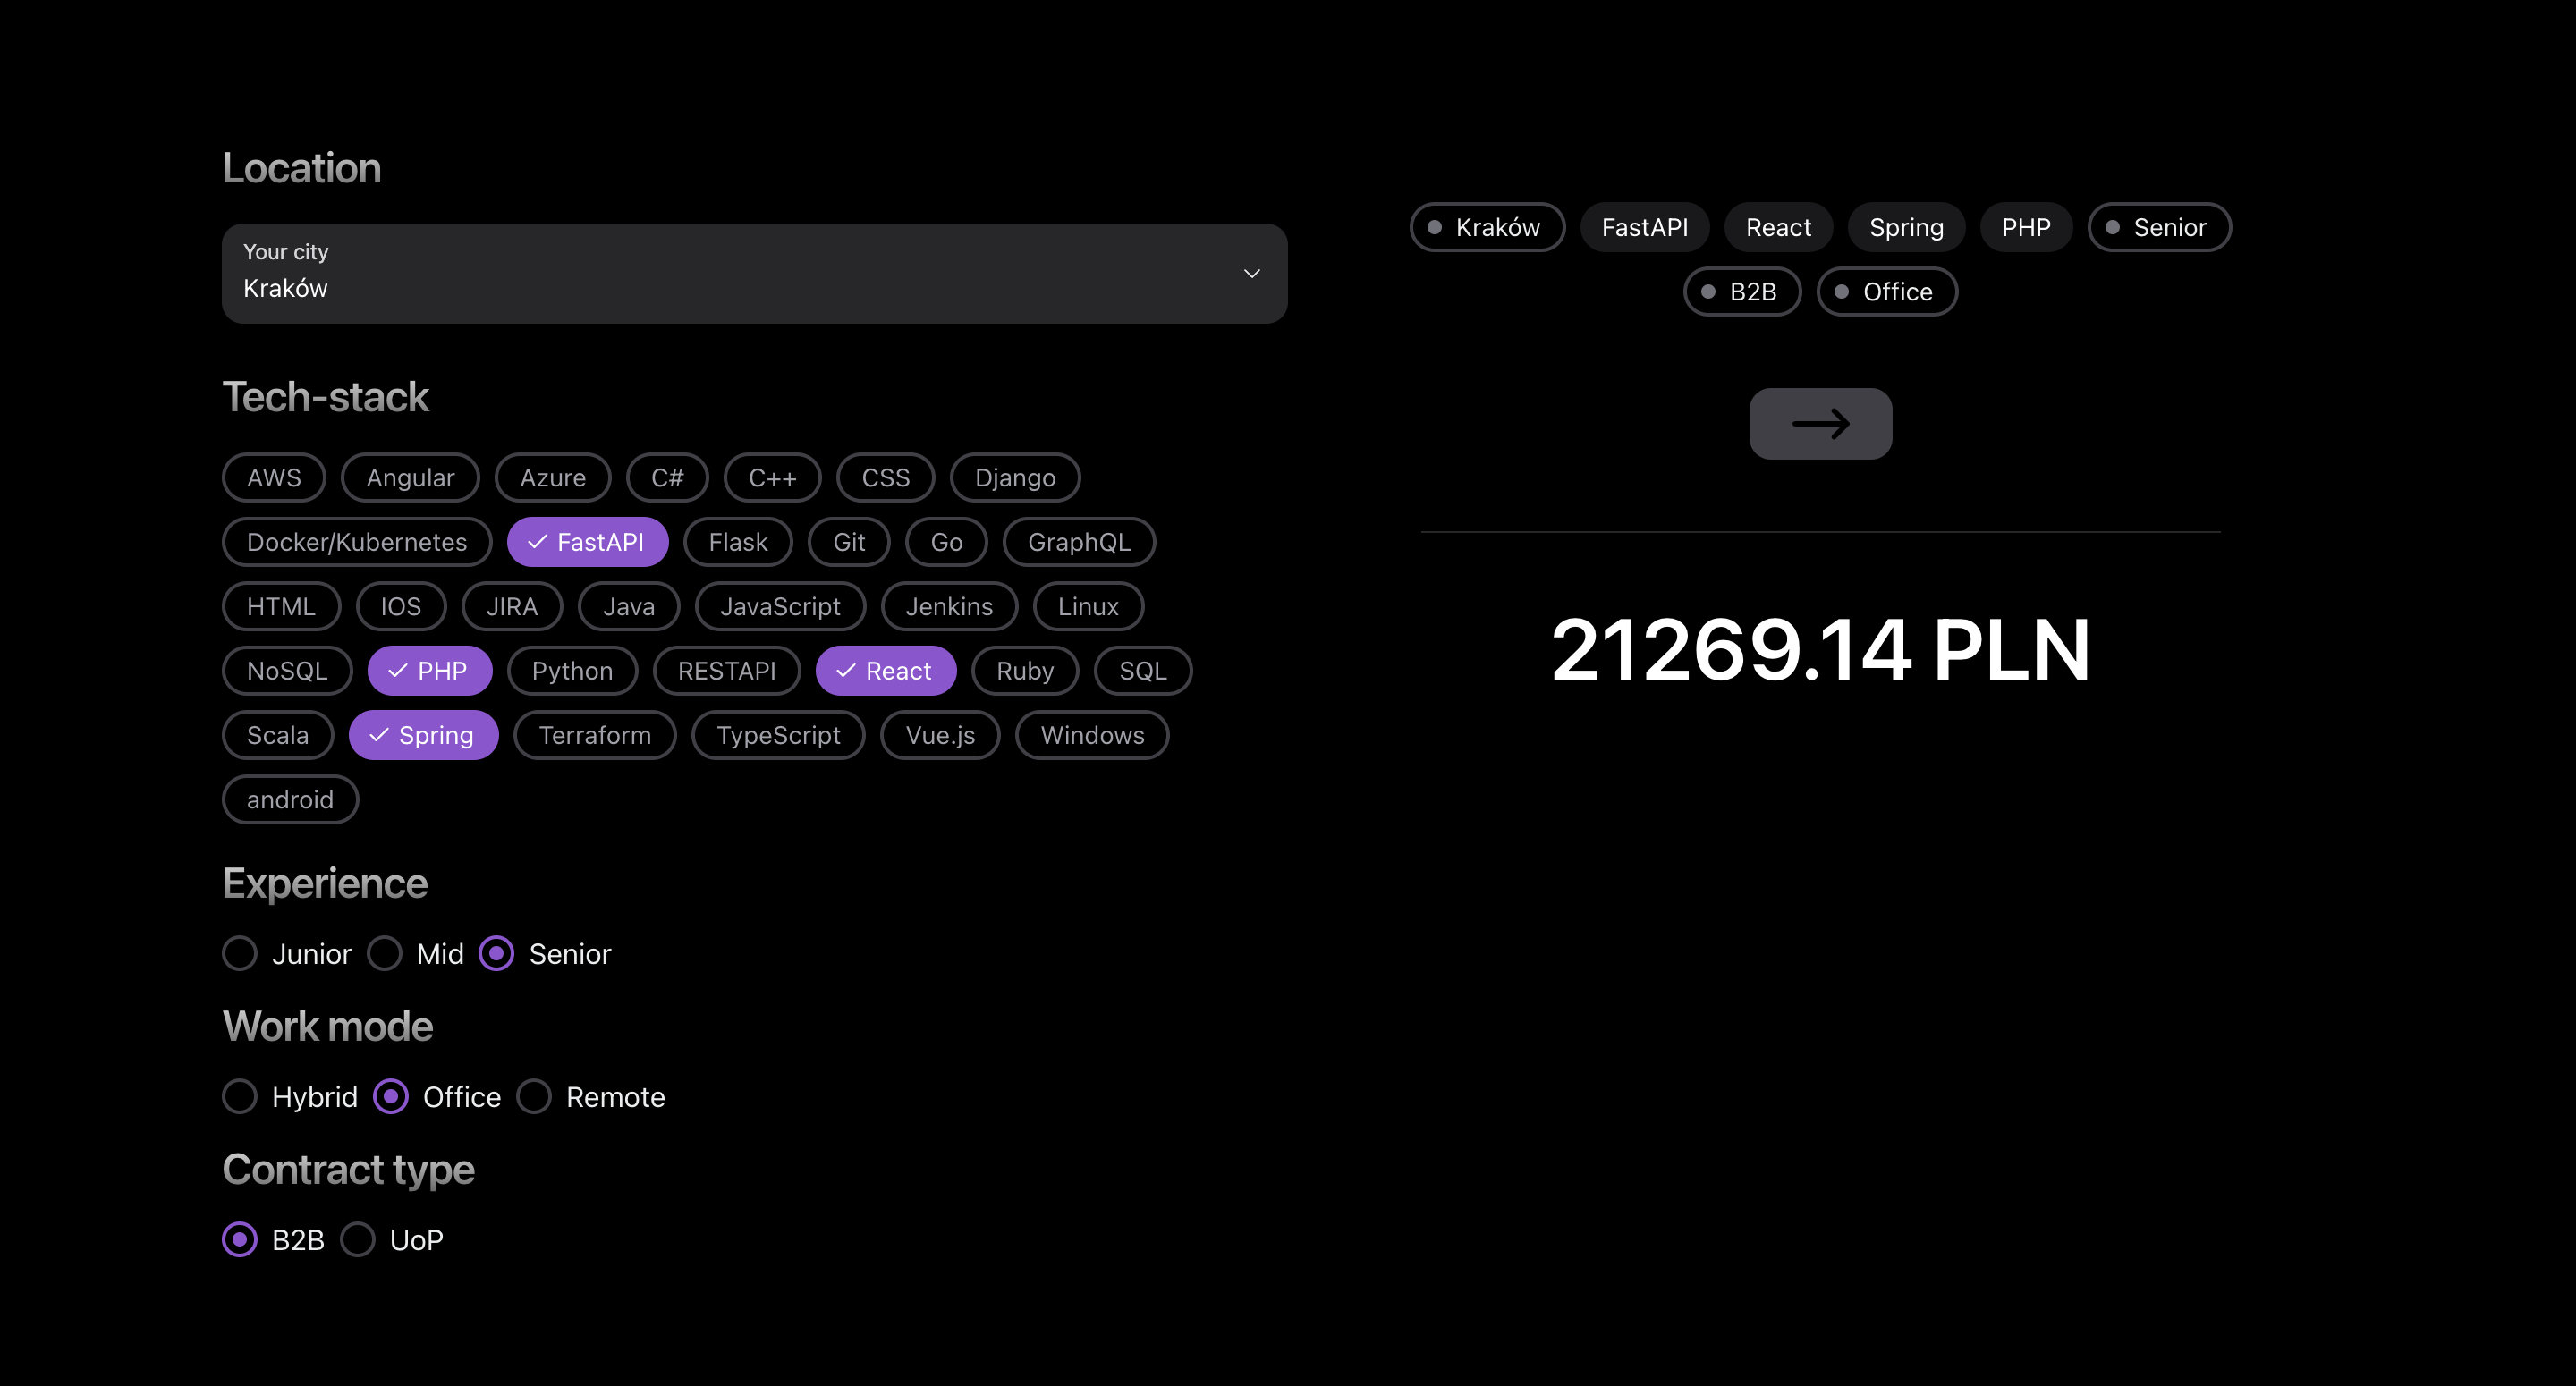 Location
Your city
Kraków
Tech-stack
AWS Angular Azure C# C++ CSS Django
Docker/Kubernetes FastAPI Flask Git Go GraphQL
HTML IOS JIRA Java JavaScript Jenkins Linux
NoSQL PHP Python RESTAPI React Ruby SQL
Scala Spring Terraform TypeScript Vue.js Windows
android
Experience
Junior Mid Senior
Work mode
Hybrid Office Remote
Contract type
B2B UoP
Kraków FastAPI React Spring PHP Senior
B2B Office
21269.14 PLN